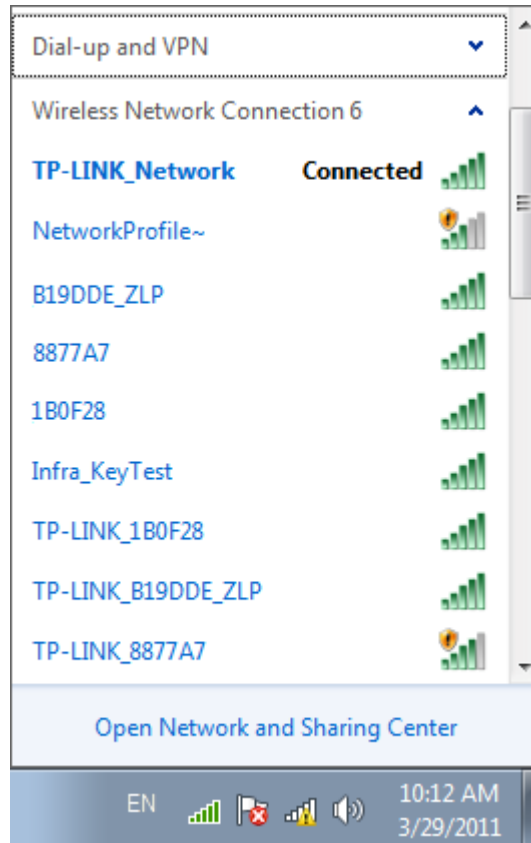 Dial-up and VPN
Wireless Network Connection 6
TP-LINK_Network Connected
NetworkProfile~
B19DDE_ZLP
8877A7
1B0F28
Infra_KeyTest
TP-LINK_1B0F28
TP-LINK_B19DDE_ZLP
TP-LINK_8877A7
Open Network and Sharing Center
EN
10:12 AM
3/29/2011